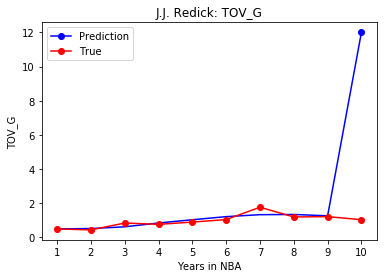 J.J. Redick: TOV_G
Prediction
True
TOV_G
12
10
8
6
4
2
0
1 2 3 4 5 6 7 8 9 10
Years in NBA